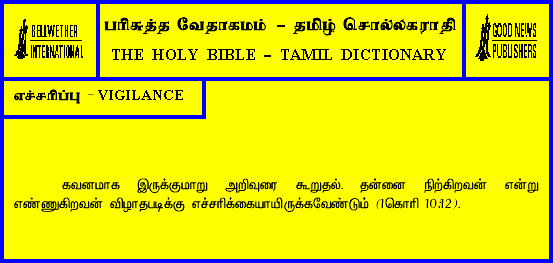 BELLWETHER
INTERNATIONAL
பரிசுத்த வேதாகமம் – தமிழ் சொல்லகராதி
THE HOLY BIBLE – TAMIL DICTIONARY
GOOD NEWS
PUBLISHERS
எச்சரிப்பு – VIGILANCE
கவனமாக இருக்குமாறு அறிவுரை கூறுதல். தன்னை நிற்கிறவன் என்று
எண்ணுகிறவன் விழாதபடிக்கு எச்சரிக்கையாயிருக்கவேண்டும் (1கொரி 10:12).